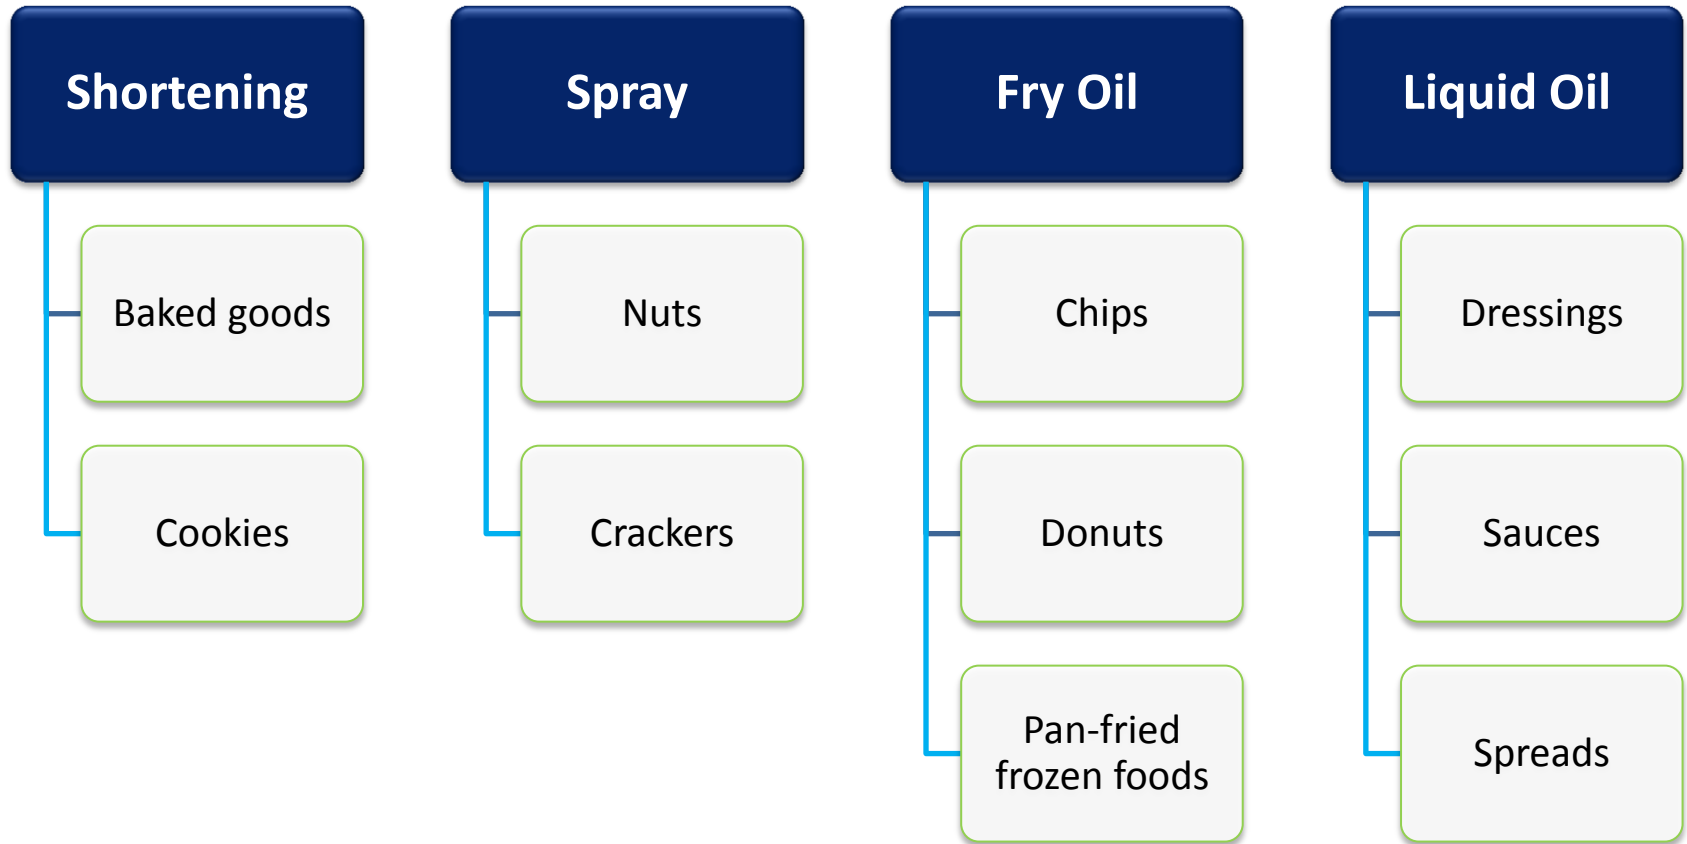 Shortening
Baked goods
Cookies
Spray
Nuts
Crackers
Fry Oil
Chips
Donuts
Pan-fried
frozen foods
Liquid Oil
Dressings
Sauces
Spreads